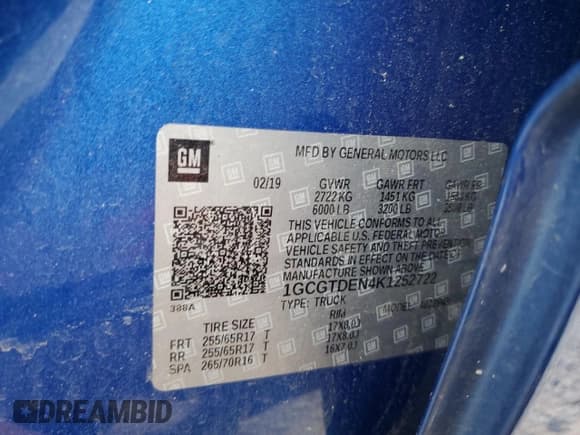 GM
MFD BY GENERAL MOTORS LLC
02/19 GVWR GAWR FRT GAWR RR
2722 KG 1451 KG
6000 LB 3200 LB
THIS VEHICLE CONFORMS TO ALL
APPLICABLE U.S. FEDERAL MOTOR
VEHICLE SAFETY AND THEFT PREVENTION
STANDARDS IN EFFECT ON THE DATE OF
MANUFACTURE SHOWN ABOVE.
1GCGTDEN4K1252722
388A
TYPE: TRUCK MODEL:
TIRE SIZE RIM
FRT 255/65R17 T 17X8.0J
RR 255/65R17 T 17X8.0J
SPA 265/70R16 T 16X7.0J
DREAMBID